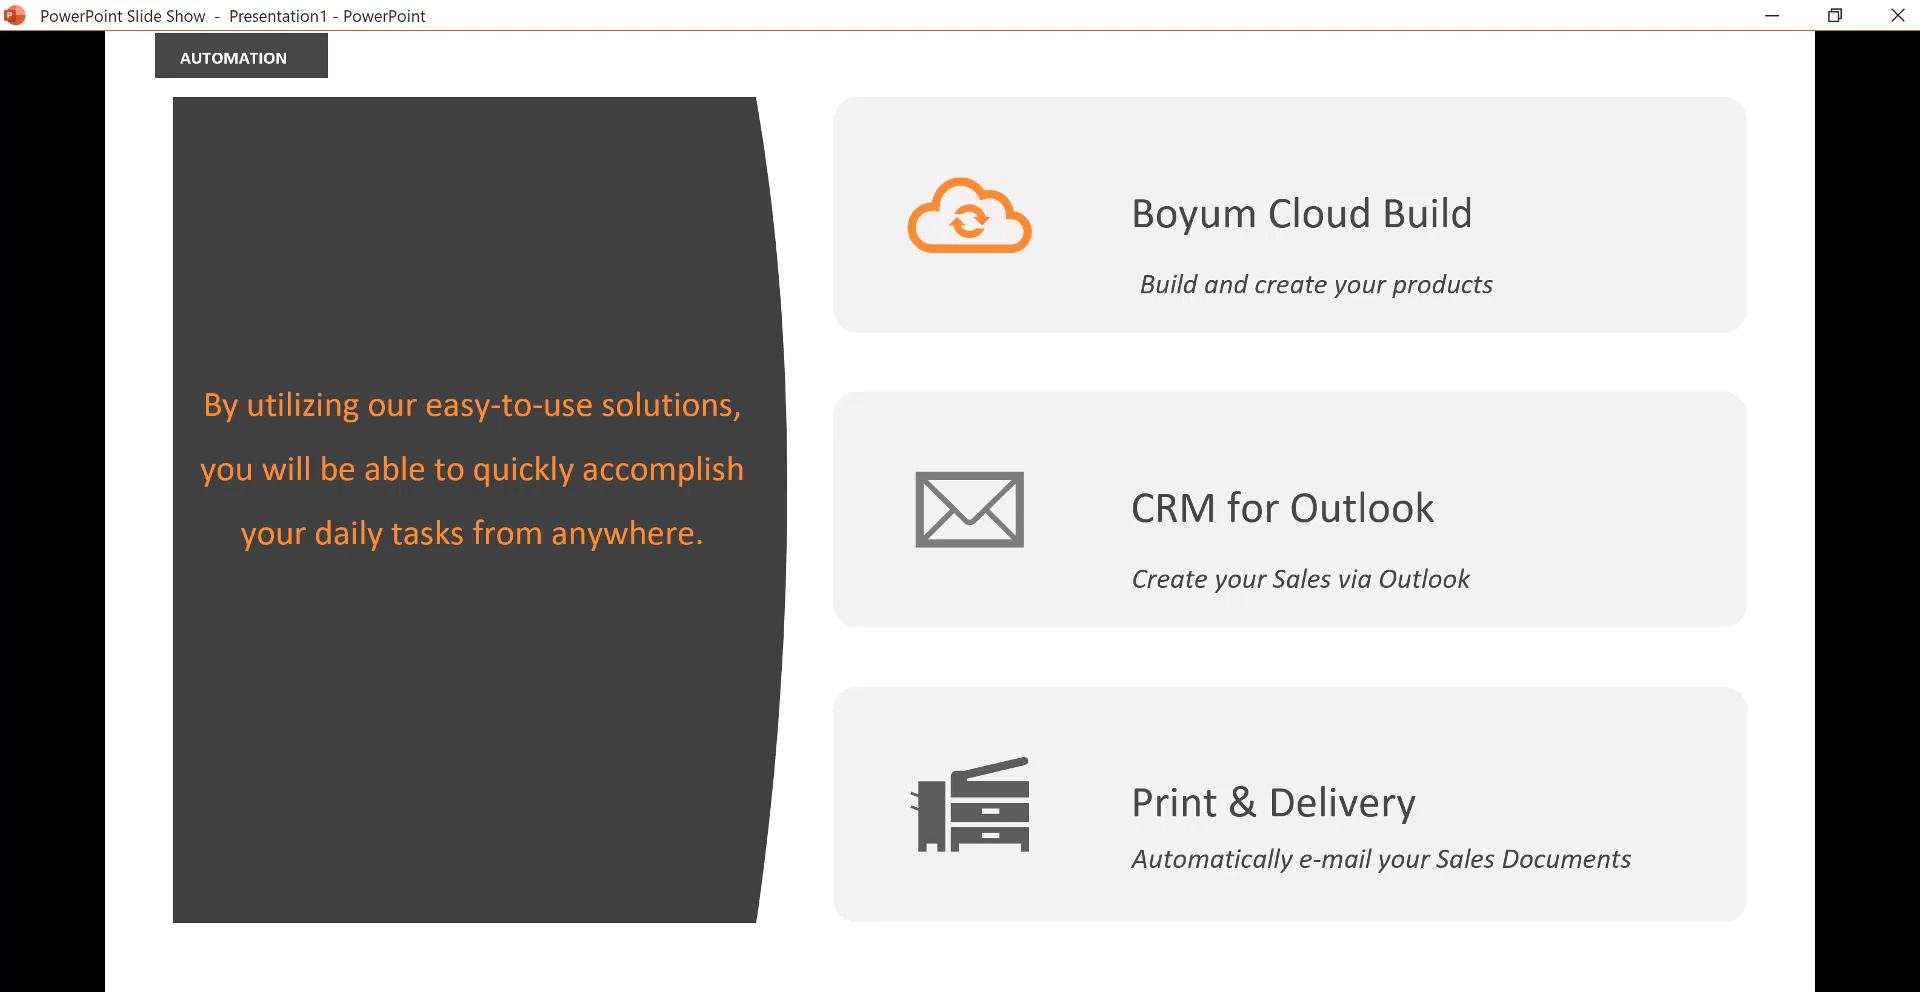 PowerPoint Slide Show - Presentation1 - PowerPoint
AUTOMATION
By utilizing our easy-to-use solutions,
you will be able to quickly accomplish
your daily tasks from anywhere.
Boyum Cloud Build
Build and create your products
CRM for Outlook
Create your Sales via Outlook
Print & Delivery
Automatically e-mail your Sales Documents